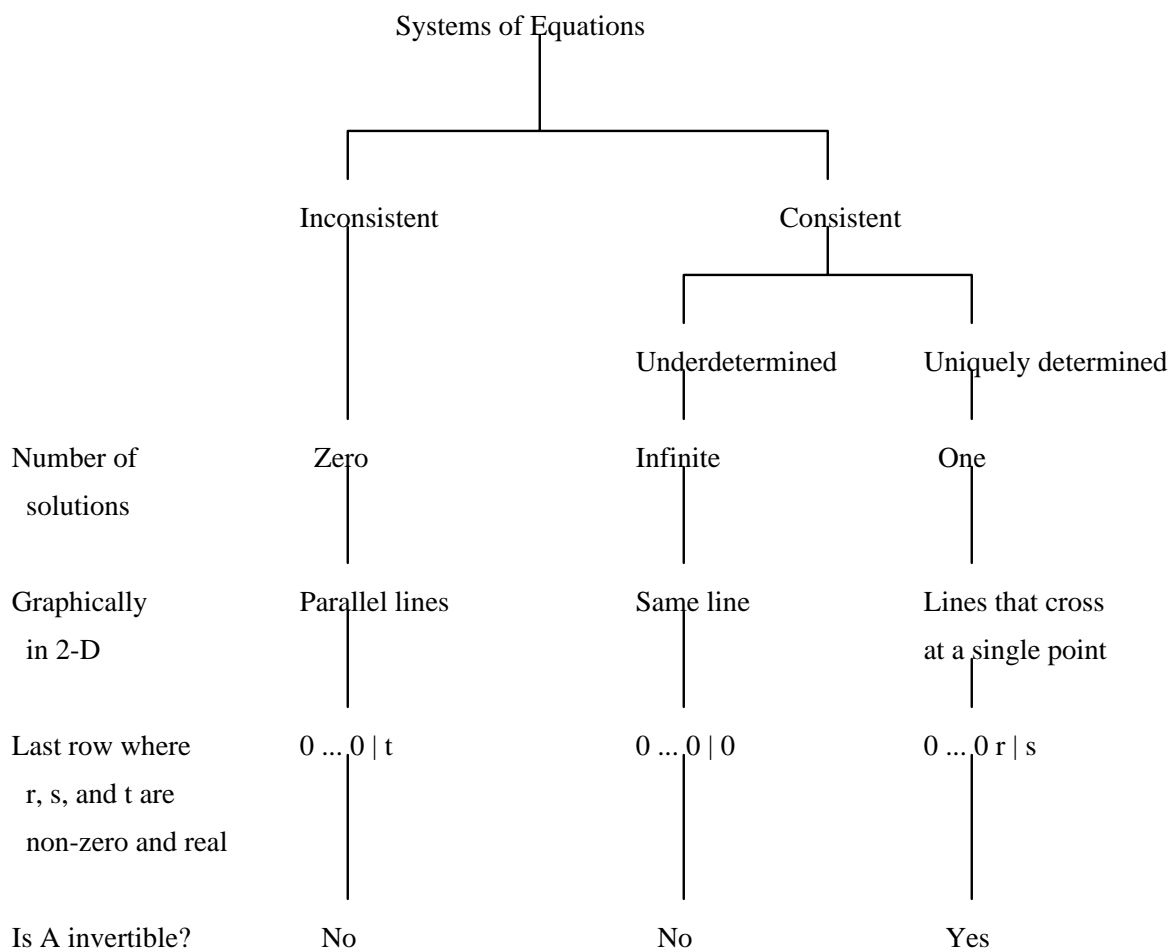 Systems of Equations
Inconsistent Consistent
Underdetermined Uniquely determined
Number of Zero Infinite One
solutions
Graphically Parallel lines Same line Lines that cross
in 2-D at a single point
Last row where 0 ... 0 | t 0 ... 0 | 0 0 ... 0 r | s
r, s, and t are
non-zero and real
Is A invertible? No No Yes